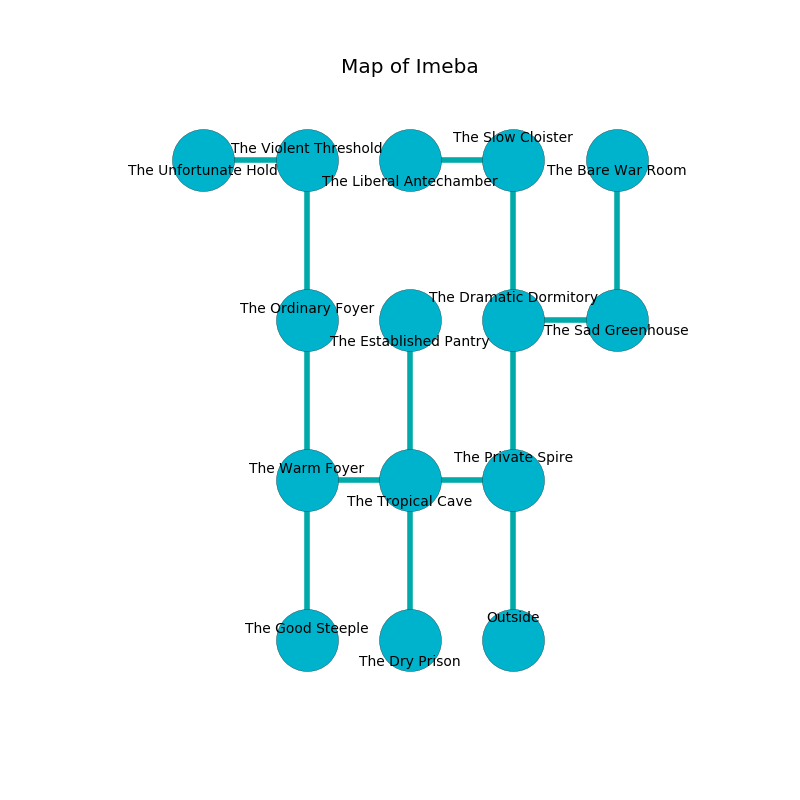 Map of Imeba
The Slow Cloister
The Violent Threshold
The Unfortunate Hold
The Bare War Room
The Liberal Antechamber
The Dramatic Dormitory
The Ordinary Foyer
The Sad Greenhouse
The Established Pantry
The Private Spire
The Warm Foyer
The Tropical Cave
Outside
The Good Steeple
The Dry Prison